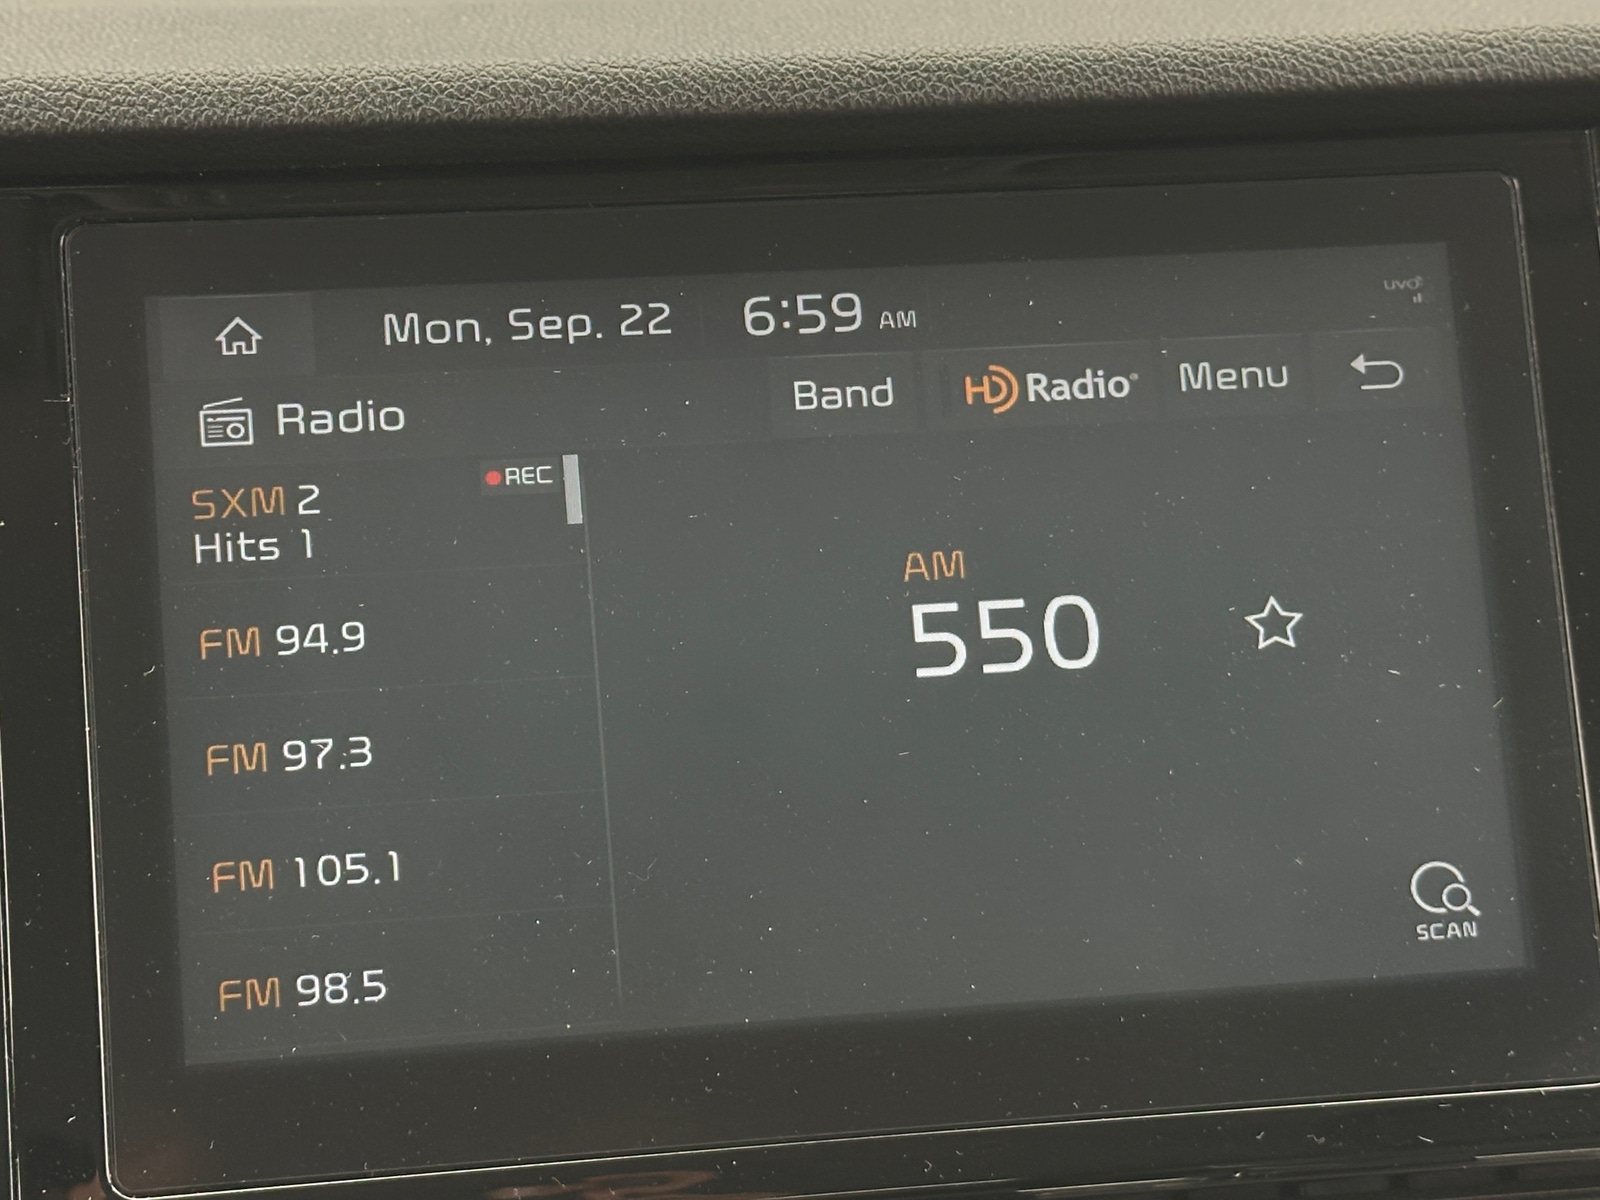 Mon, Sep. 22 6:59 AM
UVO
Radio Band HD Radio Menu
SXM 2 REC
Hits 1
FM 94.9
FM 97.3
FM 105.1
FM 98.5
AM
550
SCAN